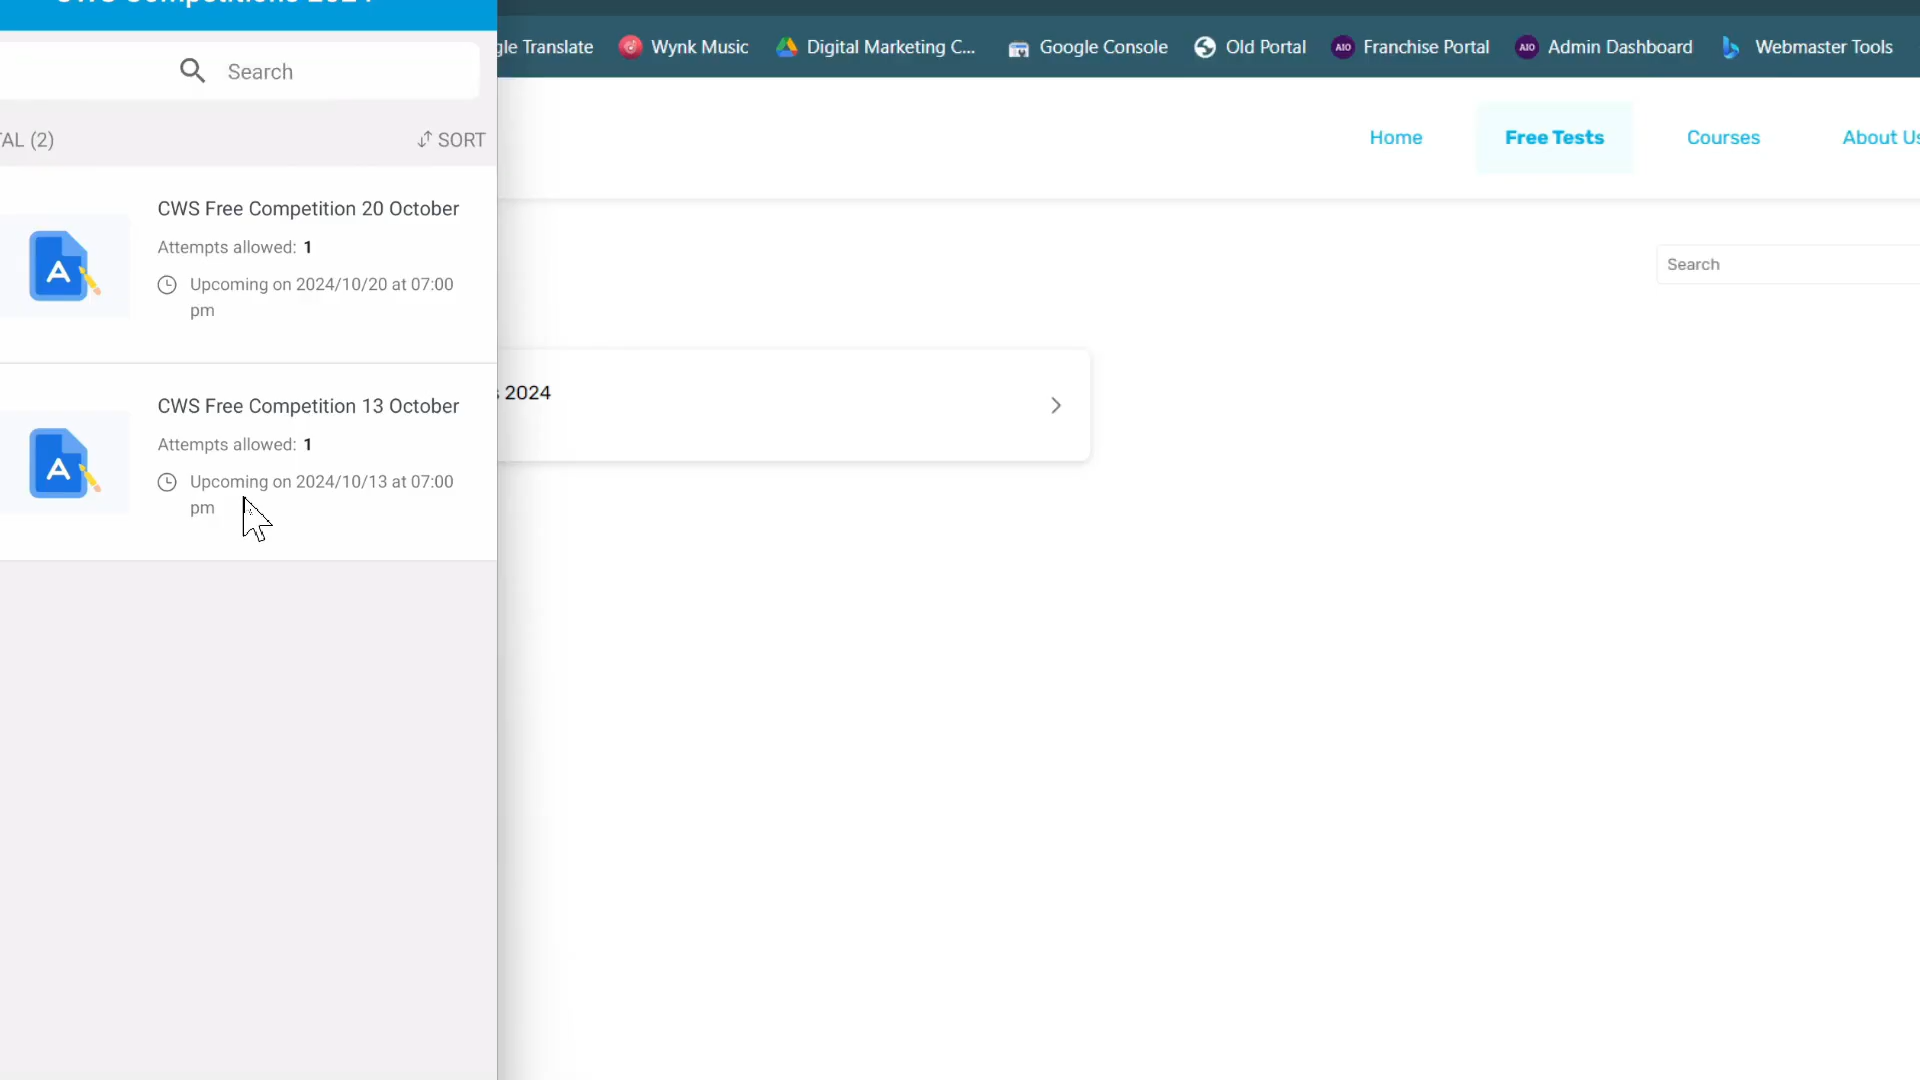 Search
(2)
SORT
CWS Free Competition 20 October
Attempts allowed: 1
Upcoming on 2024/10/20 at 07:00
pm
CWS Free Competition 13 October
Attempts allowed: 1
Upcoming on 2024/10/13 at 07:00
pm
Translate
Wynk Music
Digital Marketing C...
Google Console
Old Portal
AIO
Franchise Portal
AIO
Admin Dashboard
Webmaster Tools
Home
Free Tests
Courses
About
Search
2024